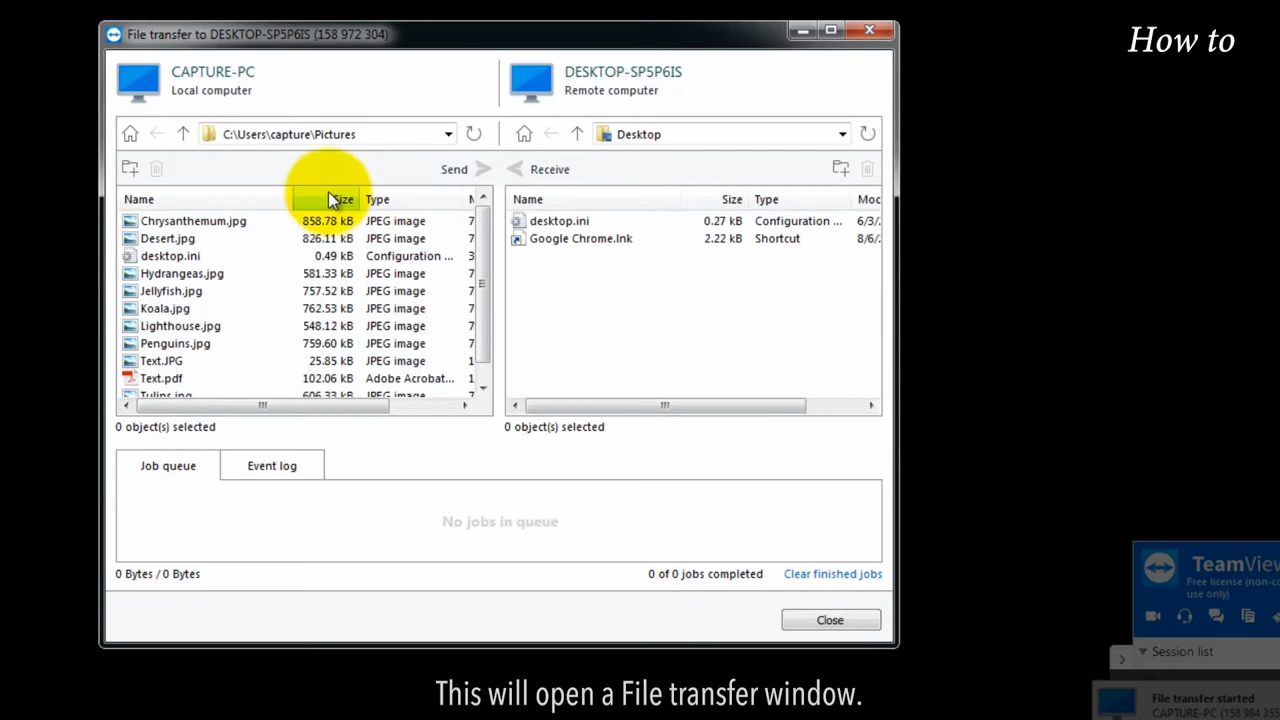 File transfer to DESKTOP-SP5P6IS (158 972 304)
How to
CAPTURE-PC
Local computer
DESKTOP-SP5P6IS
Remote computer
C:\Users\capture\Pictures
Desktop
Send
Receive
Name Size Type
Chrysanthemum.jpg 858.78 kB JPEG image 7
Desert.jpg 826.11 kB JPEG image 7
desktop.ini 0.49 kB Configuration ... 3
Hydrangeas.jpg 581.33 kB JPEG image 7
Jellyfish.jpg 757.52 kB JPEG image 7
Koala.jpg 762.53 kB JPEG image 7
Lighthouse.jpg 548.12 kB JPEG image 7
Penguins.jpg 759.60 kB JPEG image 7
Text.JPG 25.85 kB JPEG image 1
Text.pdf 102.06 kB Adobe Acrobat... 1
Tulips.jpg 606.33 kB JPEG image 7
Name Size Type Moc
desktop.ini 0.27 kB Configuration ... 6/3/
Google Chrome.lnk 2.22 kB Shortcut 8/6/
0 object(s) selected
0 object(s) selected
Job queue
Event log
No jobs in queue
0 Bytes / 0 Bytes
0 of 0 jobs completed
Clear finished jobs
Close
TeamView
Free license (non-co
use only)
Session list
File transfer started
CAPTURE-PC (158 984 355
This will open a File transfer window.